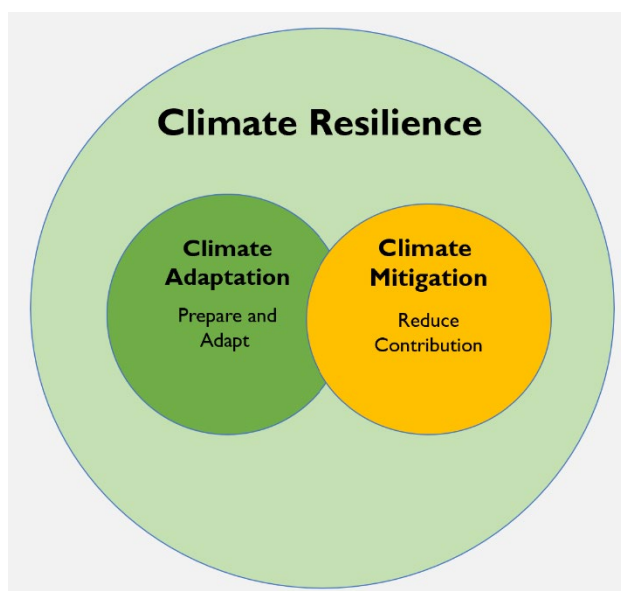 Climate Resilience
Climate
Adaptation
Prepare and
Adapt
Climate
Mitigation
Reduce
Contribution